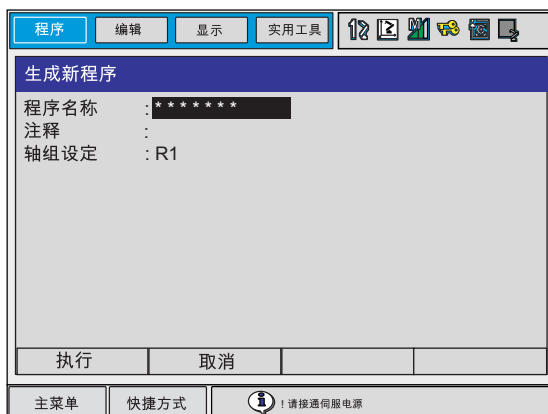 程序 编辑 显示 实用工具
生成新程序
程序名称 :*******
注释 :
轴组设定 : R1
执行 取消
主菜单 快捷方式 ! 请接通伺服电源